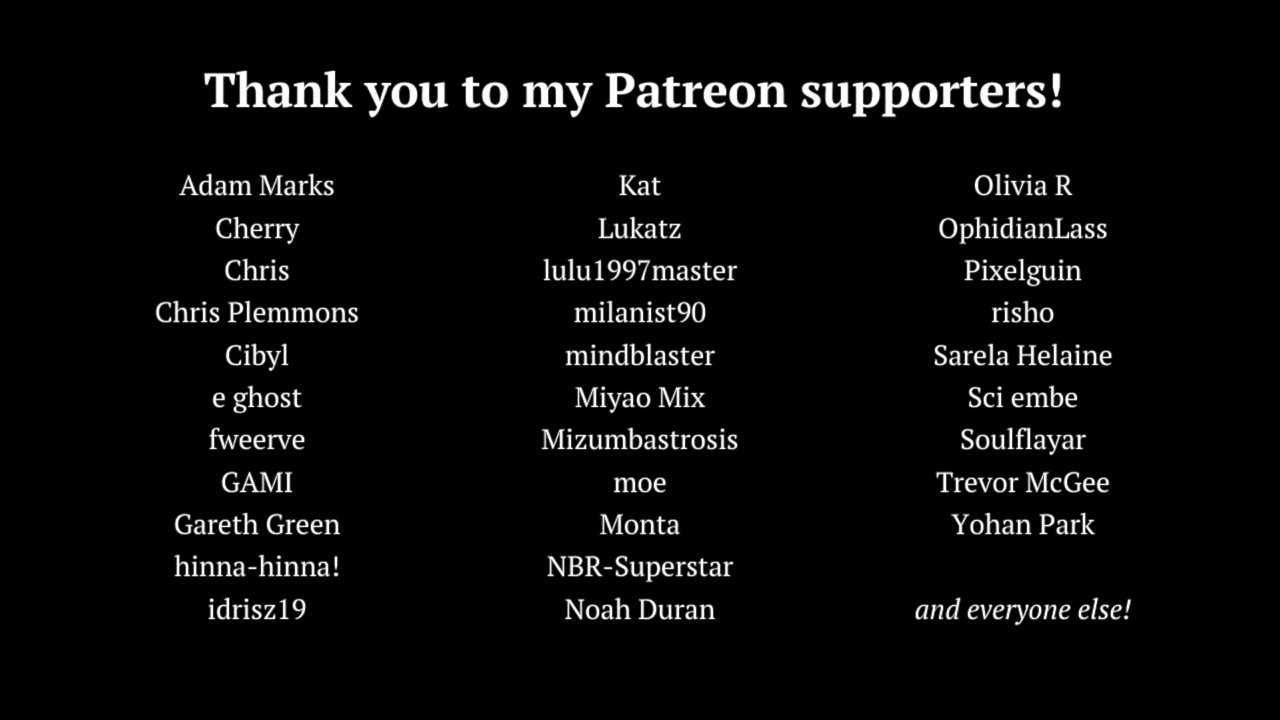 Thank you to my Patreon supporters!
Adam Marks
Cherry
Chris
Chris Plemmons
Cibyl
e ghost
fweerve
GAMI
Gareth Green
hinna-hinna!
idrisz19
Kat
Lukatz
lulu1997master
milanist90
mindblaster
Miyao Mix
Mizumbastrosis
moe
Monta
NBR-Superstar
Noah Duran
Olivia R
OphidianLass
Pixelguin
risho
Sarela Helaine
Sci embe
Soulflayar
Trevor McGee
Yohan Park
and everyone else!